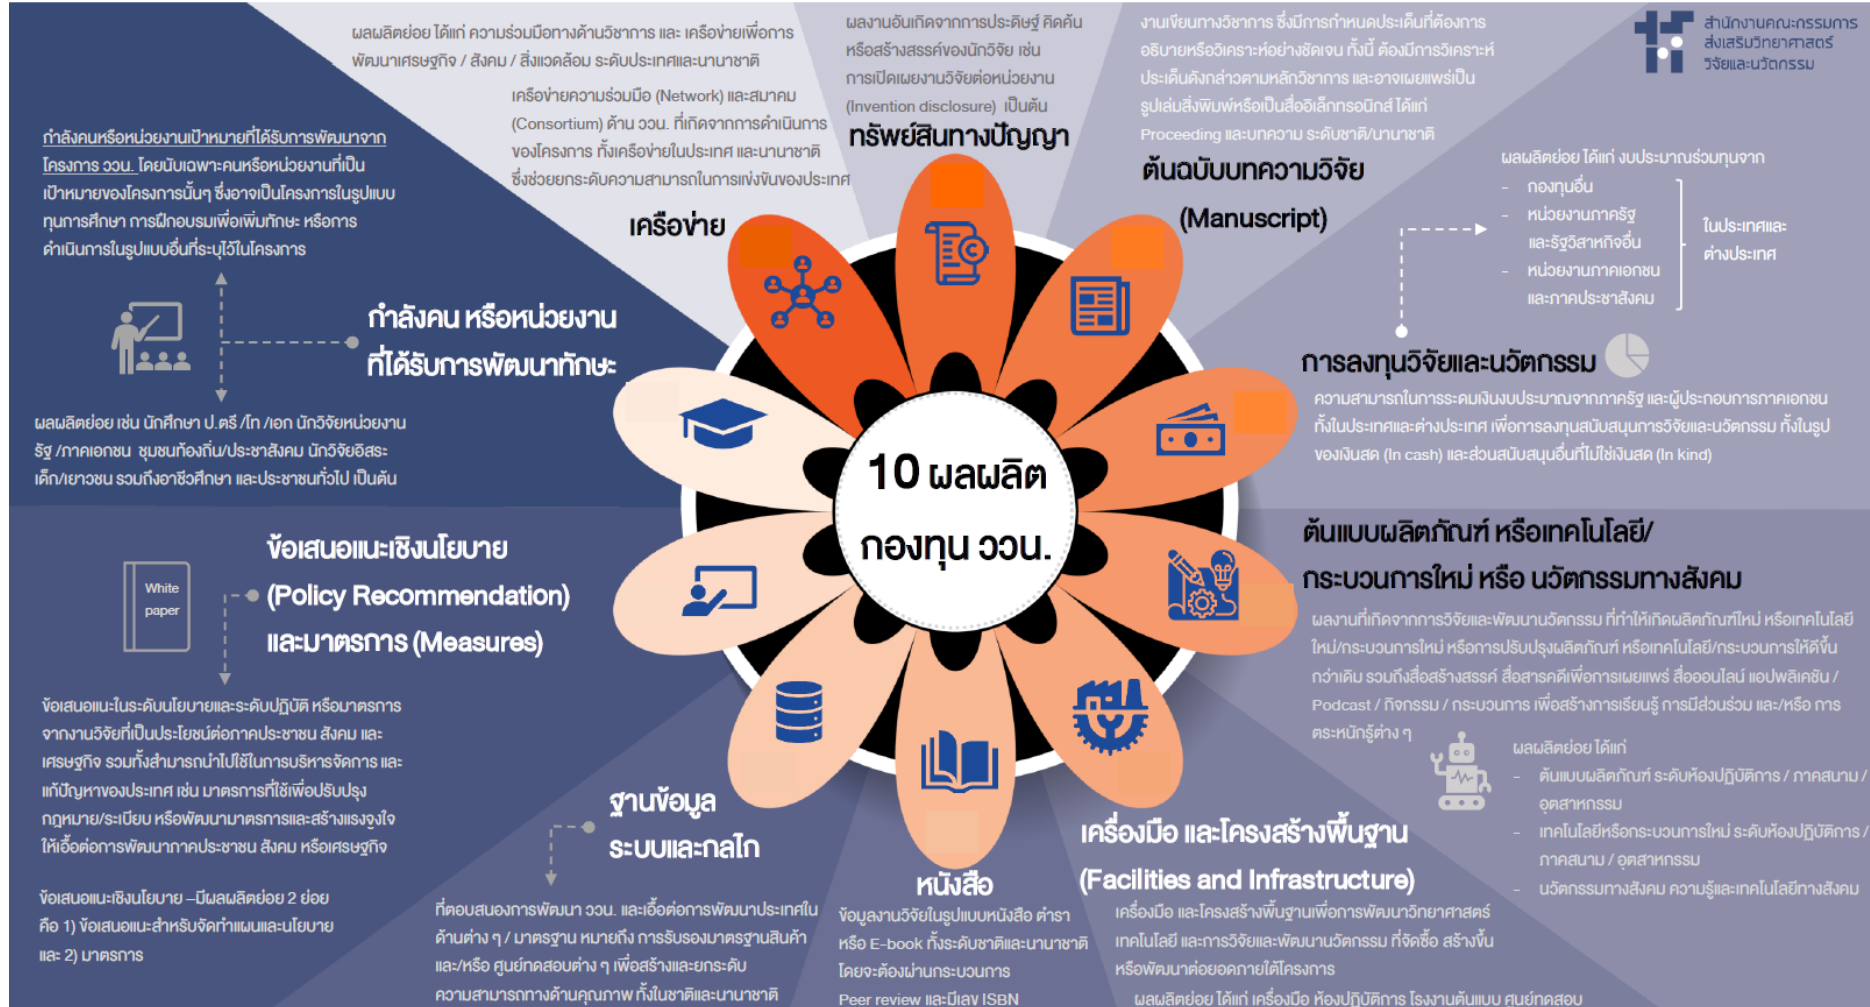 สำนักงานคณะกรรมการ
ส่งเสริมวิทยาศาสตร์
วิจัยและนวัตกรรม
10 ผลผลิต
กองทุน ววน.
กำลังคนหรือหน่วยงานเป้าหมายที่ได้รับการพัฒนาจาก
โครงการ ววน. โดยนับเฉพาะคนหรือหน่วยงานที่เป็น
เป้าหมายของโครงการนั้นๆ ซึ่งอาจเป็นโครงการในรูปแบบ
ทุนการศึกษา การฝึกอบรมเพื่อเพิ่มทักษะ หรือการ
ดำเนินการในรูปแบบอื่นที่ระบุไว้ในโครงการ
กำลังคน หรือหน่วยงาน
ที่ได้รับการพัฒนาทักษะ
ผลผลิตย่อย เช่น นักศึกษา ป.ตรี /โท /เอก นักวิจัยหน่วยงาน
รัฐ /ภาคเอกชน ชุมชนท้องถิ่น/ประชาสังคม นักวิจัยอิสระ
เด็ก/เยาวชน รวมถึงอาชีวศึกษา และประชาชนทั่วไป เป็นต้น
ผลผลิตย่อย ได้แก่ ความร่วมมือทางด้านวิชาการ และ เครือข่ายเพื่อการ
พัฒนาเศรษฐกิจ / สังคม / สิ่งแวดล้อม ระดับประเทศและนานาชาติ
เครือข่ายความร่วมมือ (Network) และสมาคม
(Consortium) ด้าน ววน. ที่เกิดจากการดำเนินการ
ของโครงการ ทั้งเครือข่ายในประเทศ และนานาชาติ
ซึ่งช่วยยกระดับความสามารถในการแข่งขันของประเทศ
เครือข่าย
ผลงานอันเกิดจากการประดิษฐ์ คิดค้น
หรือสร้างสรรค์ของนักวิจัย เช่น
การเปิดเผยงานวิจัยต่อหน่วยงาน
(Invention disclosure) เป็นต้น
ทรัพย์สินทางปัญญา
งานเขียนทางวิชาการ ซึ่งมีการกำหนดประเด็นที่ต้องการ
อธิบายหรือวิเคราะห์อย่างชัดเจน ทั้งนี้ ต้องมีการวิเคราะห์
ประเด็นดังกล่าวตามหลักวิชาการ และอาจเผยแพร่เป็น
รูปเล่มสิ่งพิมพ์หรือเป็นสื่ออิเล็กทรอนิกส์ ได้แก่
Proceeding และบทความ ระดับชาติ/นานาชาติ
ต้นฉบับบทความวิจัย
(Manuscript)
ผลผลิตย่อย ได้แก่ งบประมาณร่วมทุนจาก
- กองทุนอื่น
- หน่วยงานภาครัฐ
และรัฐวิสาหกิจอื่น
- หน่วยงานภาคเอกชน
และภาคประชาสังคม
ในประเทศและ
ต่างประเทศ
การลงทุนวิจัยและนวัตกรรม
ความสามารถในการระดมเงินงบประมาณจากภาครัฐ และผู้ประกอบการภาคเอกชน
ทั้งในประเทศและต่างประเทศ เพื่อการลงทุนสนับสนุนการวิจัยและนวัตกรรม ทั้งในรูป
ของเงินสด (In cash) และส่วนสนับสนุนอื่นที่ไม่ใช่เงินสด (In kind)
ต้นแบบผลิตภัณฑ์ หรือเทคโนโลยี/
กระบวนการใหม่ หรือ นวัตกรรมทางสังคม
ผลงานที่เกิดจากการวิจัยและพัฒนานวัตกรรม ที่ทำให้เกิดผลิตภัณฑ์ใหม่ หรือเทคโนโลยี
ใหม่/กระบวนการใหม่ หรือการปรับปรุงผลิตภัณฑ์ หรือเทคโนโลยี/กระบวนการให้ดีขึ้น
กว่าเดิม รวมถึงสื่อสร้างสรรค์ สื่อสารคดีเพื่อการเผยแพร่ สื่อออนไลน์ แอปพลิเคชัน /
Podcast / กิจกรรม / กระบวนการ เพื่อสร้างการเรียนรู้ การมีส่วนร่วม และ/หรือ การ
ตระหนักรู้ต่าง ๆ
ผลผลิตย่อย ได้แก่
- ต้นแบบผลิตภัณฑ์ ระดับห้องปฏิบัติการ / ภาคสนาม /
อุตสาหกรรม
- เทคโนโลยีหรือกระบวนการใหม่ ระดับห้องปฏิบัติการ /
ภาคสนาม / อุตสาหกรรม
- นวัตกรรมทางสังคม ความรู้และเทคโนโลยีทางสังคม
เครื่องมือ และโครงสร้างพื้นฐาน
(Facilities and Infrastructure)
เครื่องมือ และโครงสร้างพื้นฐานเพื่อการพัฒนาวิทยาศาสตร์
เทคโนโลยี และการวิจัยและพัฒนานวัตกรรม ที่จัดซื้อ สร้างขึ้น
หรือพัฒนาต่อยอดภายใต้โครงการ
ผลผลิตย่อย ได้แก่ เครื่องมือ ห้องปฏิบัติการ โรงงานต้นแบบ ศูนย์ทดสอบ
หนังสือ
ข้อมูลงานวิจัยในรูปแบบหนังสือ ตำรา
หรือ E-book ทั้งระดับชาติและนานาชาติ
โดยจะต้องผ่านกระบวนการ
Peer review และมีเลข ISBN
ฐานข้อมูล
ระบบและกลไก
ที่ตอบสนองการพัฒนา ววน. และเอื้อต่อการพัฒนาประเทศใน
ด้านต่าง ๆ / มาตรฐาน หมายถึง การรับรองมาตรฐานสินค้า
และ/หรือ ศูนย์ทดสอบต่าง ๆ เพื่อสร้างและยกระดับ
ความสามารถทางด้านคุณภาพ ทั้งในชาติและนานาชาติ
ข้อเสนอแนะเชิงนโยบาย
(Policy Recommendation)
และมาตรการ (Measures)
White
paper
ข้อเสนอแนะในระดับนโยบายและระดับปฏิบัติ หรือมาตรการ
จากงานวิจัยที่เป็นประโยชน์ต่อภาคประชาชน สังคม และ
เศรษฐกิจ รวมทั้งสามารถนำไปใช้ในการบริหารจัดการ และ
แก้ปัญหาของประเทศ เช่น มาตรการที่ใช้เพื่อปรับปรุง
กฎหมาย/ระเบียบ หรือพัฒนามาตรการและสร้างแรงจูงใจ
ให้เอื้อต่อการพัฒนาภาคประชาชน สังคม หรือเศรษฐกิจ
ข้อเสนอแนะเชิงนโยบาย –มีผลผลิตย่อย 2 ย่อย
คือ 1) ข้อเสนอแนะสำหรับจัดทำแผนและนโยบาย
และ 2) มาตรการ